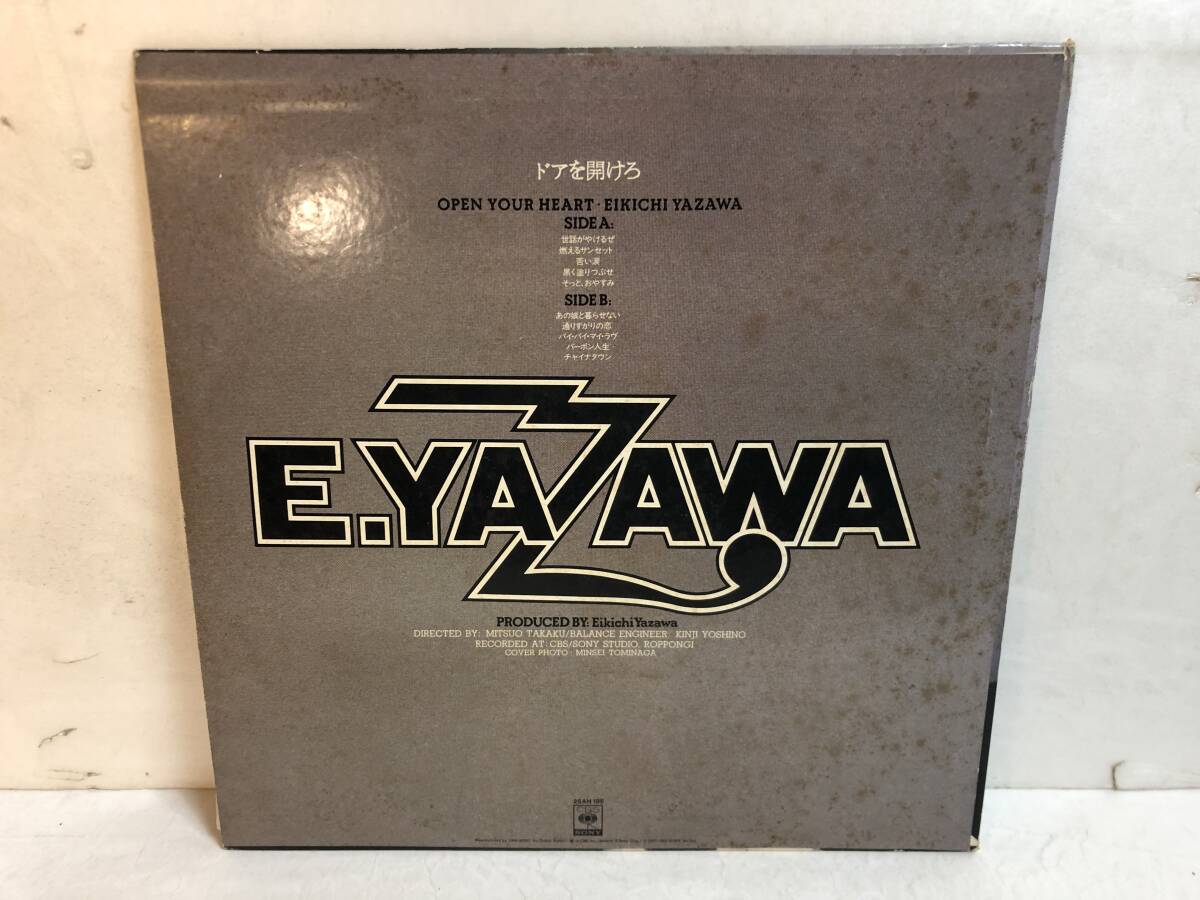 ドアを開けろ
OPEN YOUR HEART・EIKICHI YAZAWA
SIDE A:
世話がやけるぜ
燃えるサンセット
苦い涙
黒く塗りつぶせ
そっと、おやすみ
SIDE B:
あの娘と暮らせない
通りすがりの恋
バイ・バイ・マイ・ラヴ
バーボン人生
チャイナタウン
E.YAZAWA
PRODUCED BY: Eikichi Yazawa
DIRECTED BY: MITSUO TAKAKU/BALANCE ENGINEER: KINJI YOSHINO
RECORDED AT: CBS/SONY STUDIO, ROPPONGI
COVER PHOTO: MINSEI TOMINAGA
25AH
CBS
SONY